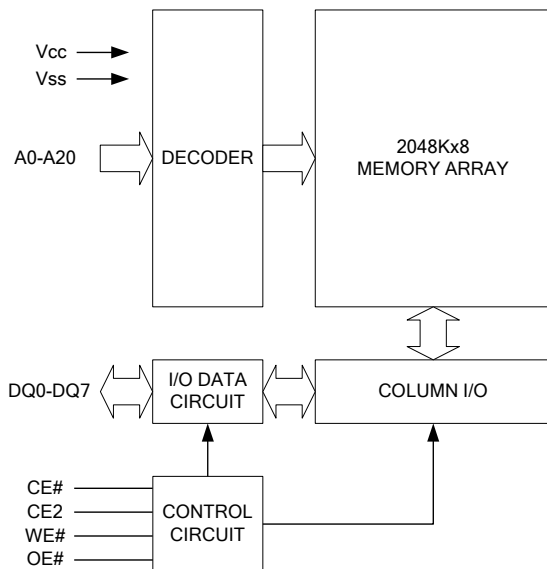 Vcc
Vss
A0-A20
DECODER
2048Kx8
MEMORY ARRAY
DQ0-DQ7
I/O DATA
CIRCUIT
COLUMN I/O
CE#
CE2
WE#
OE#
CONTROL
CIRCUIT